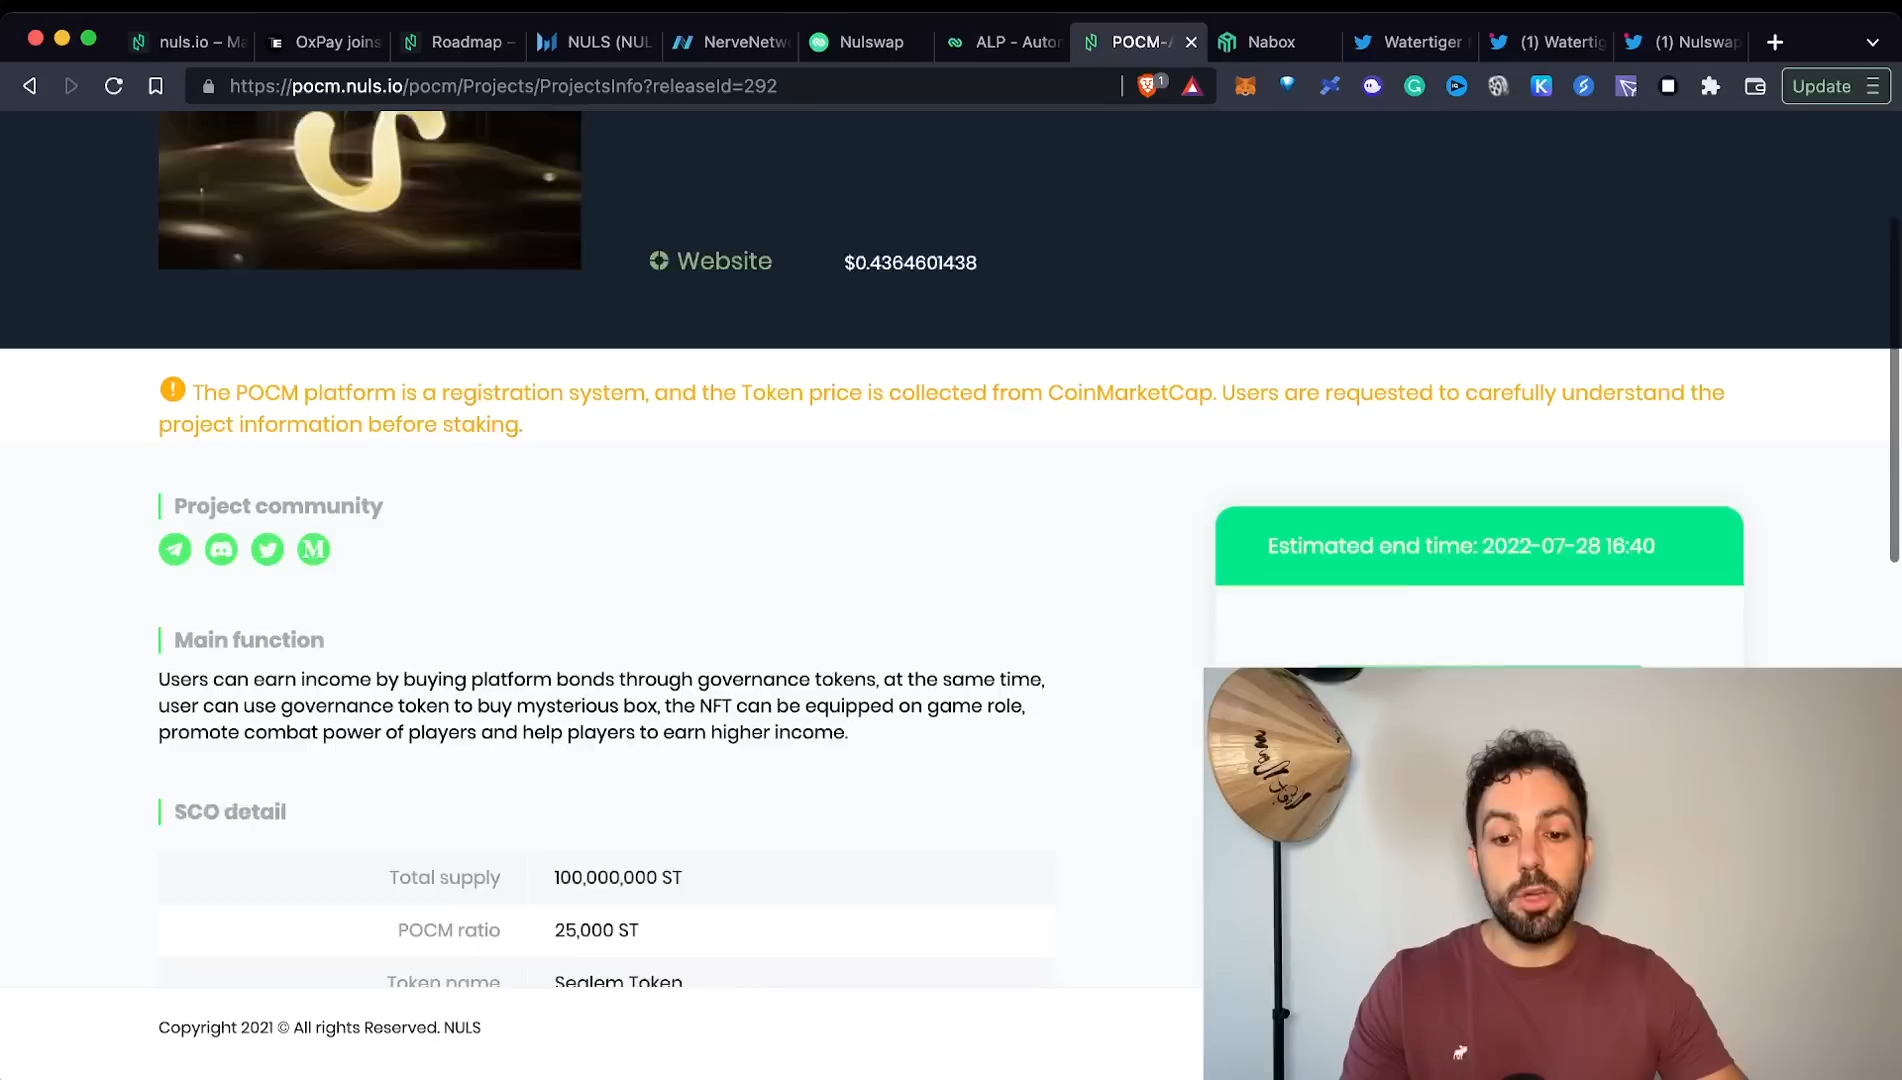 nuls.io – Ma
OxPay joins
Roadmap –
NULS (NUL
NerveNetw
Nulswap
ALP - Autor
POCM-
Nabox
Watertiger
(1) Watertig
(1) Nulswap
https://pocm.nuls.io/pocm/Projects/ProjectsInfo?releaseId=292
1
Update
Website
$0.4364601438
The POCM platform is a registration system, and the Token price is collected from CoinMarketCap. Users are requested to carefully understand the
project information before staking.
Project community
Estimated end time: 2022-07-28 16:40
Main function
Users can earn income by buying platform bonds through governance tokens, at the same time,
user can use governance token to buy mysterious box, the NFT can be equipped on game role,
promote combat power of players and help players to earn higher income.
SCO detail
Total supply 100,000,000 ST
POCM ratio 25,000 ST
Token name Sealem Token
Copyright 2021 © All rights Reserved. NULS